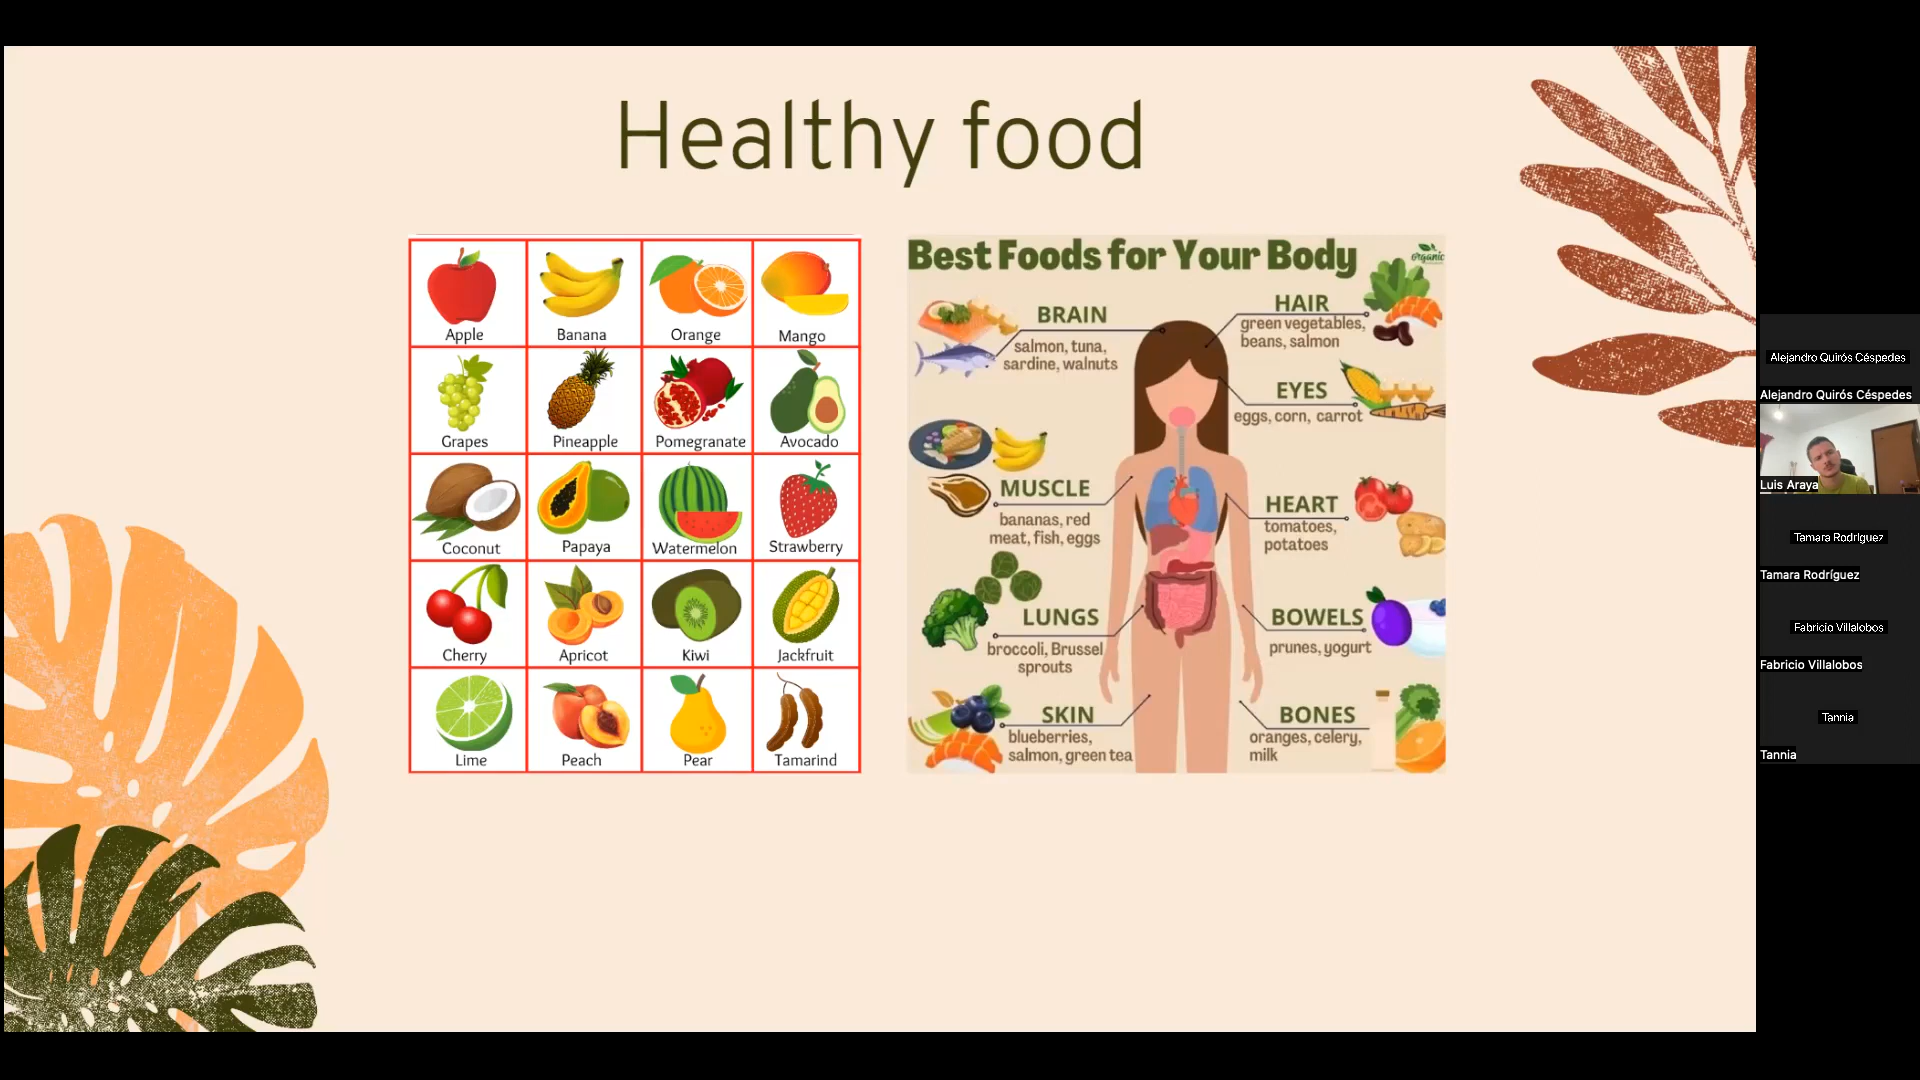 Healthy food
Apple
Banana
Orange
Mango
Grapes
Pineapple
Pomegranate
Avocado
Coconut
Papaya
Watermelon
Strawberry
Cherry
Apricot
Kiwi
Jackfruit
Lime
Peach
Pear
Tamarind
Best Foods for Your Body
organic
BRAIN
salmon, tuna,
sardine, walnuts
HAIR
green vegetables,
beans, salmon
EYES
eggs, corn, carrot
MUSCLE
bananas, red
meat, fish, eggs
HEART
tomatoes,
potatoes
LUNGS
broccoli, Brussel
sprouts
BOWELS
prunes, yogurt
SKIN
blueberries,
salmon, green tea
BONES
oranges, celery,
milk
Alejandro Quirós Céspedes
Alejandro Quirós Céspedes
Luis Araya
Tamara Rodríguez
Tamara Rodríguez
Fabricio Villalobos
Fabricio Villalobos
Tannia
Tannia